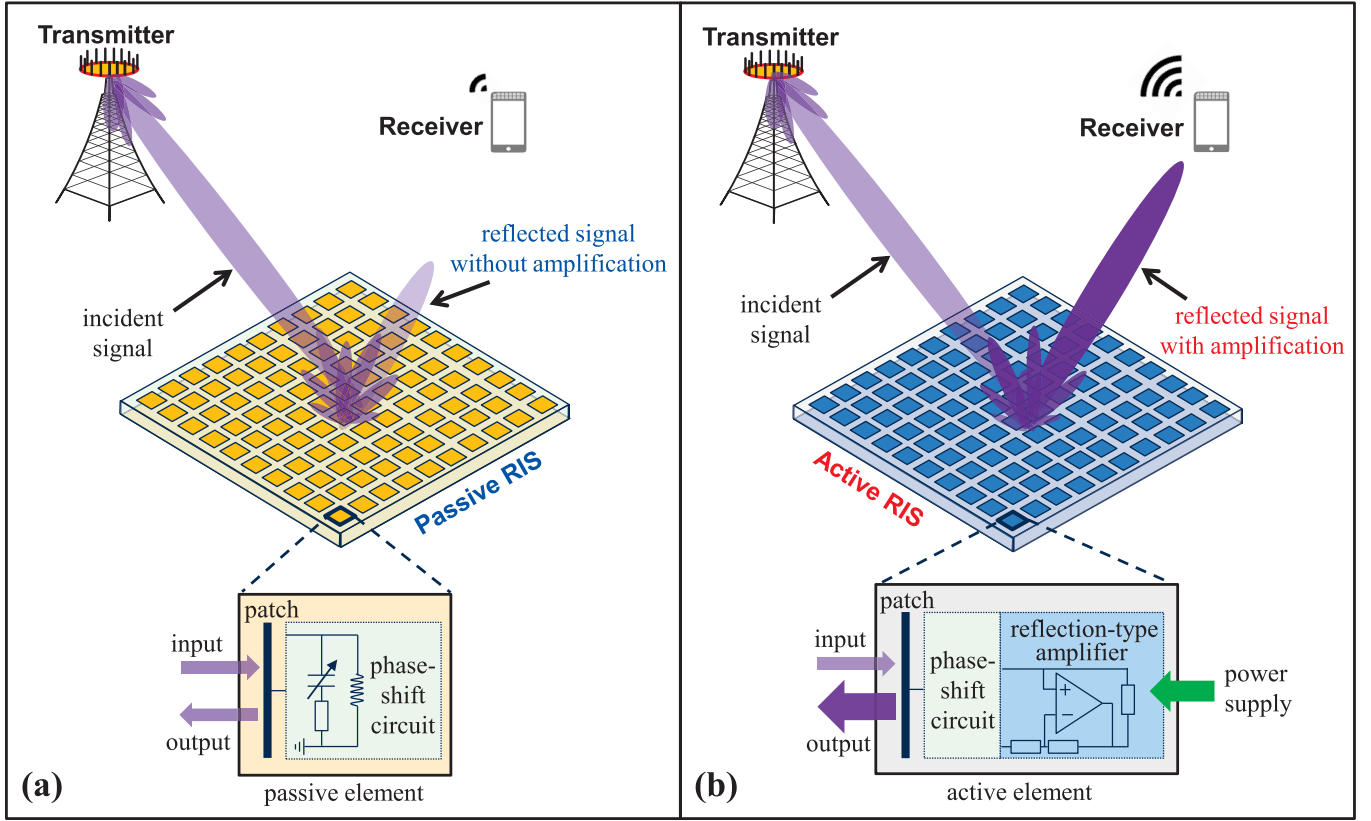 Transmitter
Receiver
reflected signal
without amplification
incident
signal
Passive RIS
patch
input
output
phase-
shift
circuit
(a)
passive element
Transmitter
Receiver
incident
signal
reflected signal
with amplification
Active RIS
patch
input
output
phase-
shift
circuit
reflection-type
amplifier
+
−
power
supply
(b)
active element